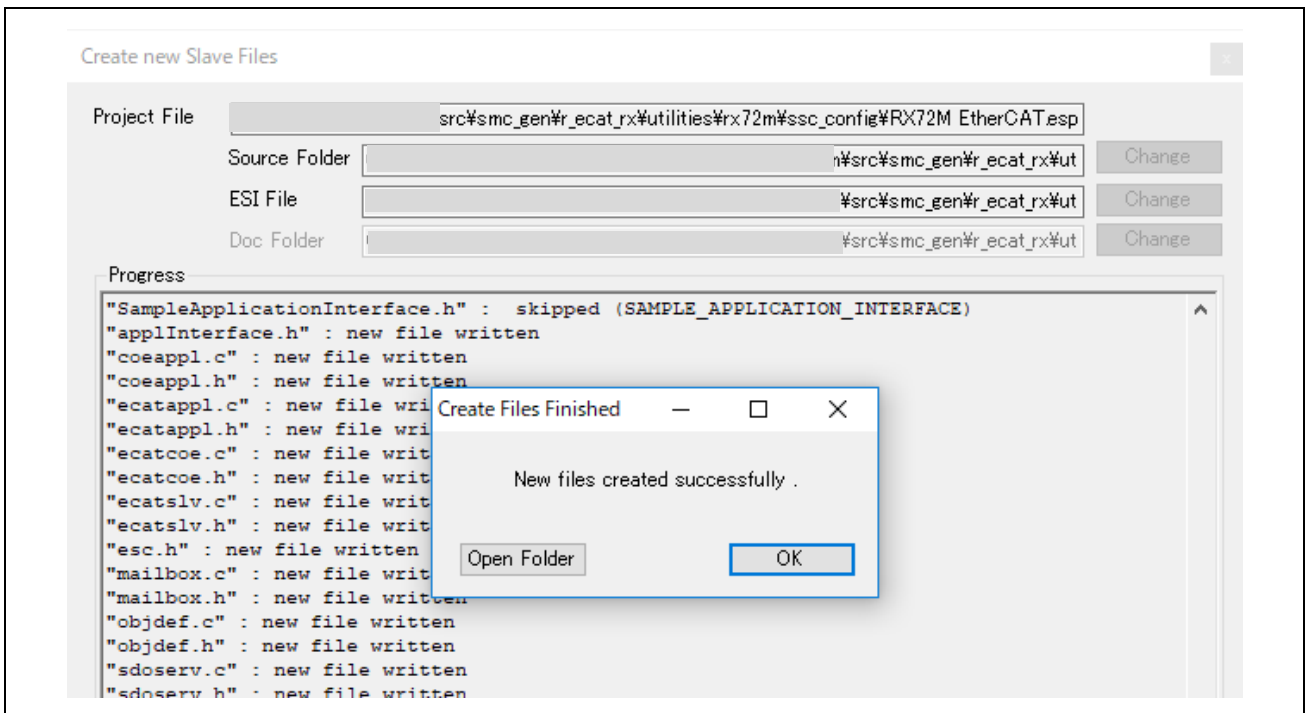 Create new Slave Files
x
Project File src¥smc_gen¥r_ecat_rx¥utilities¥rx72m¥ssc_config¥RX72M EtherCAT.esp
Source Folder ¥src¥smc_gen¥r_ecat_rx¥ut Change
ESI File ¥src¥smc_gen¥r_ecat_rx¥ut Change
Doc Folder ¥src¥smc_gen¥r_ecat_rx¥ut Change
Progress
"SampleApplicationInterface.h" : skipped (SAMPLE_APPLICATION_INTERFACE)
"applInterface.h" : new file written
"coeappl.c" : new file written
"coeappl.h" : new file written
"ecatappl.c" : new file wri
"ecatappl.h" : new file wri
"ecatcoe.c" : new file writ
"ecatcoe.h" : new file writ
"ecatslv.c" : new file writ
"ecatslv.h" : new file writ
"esc.h" : new file written
"mailbox.c" : new file writ
"mailbox.h" : new file written
"objdef.c" : new file written
"objdef.h" : new file written
"sdoserv.c" : new file written
"sdoserv.h" : new file written
Create Files Finished
New files created successfully .
Open Folder OK